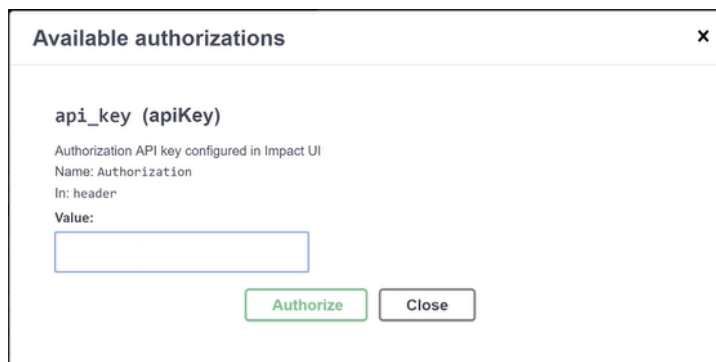 Available authorizations
×
api_key (apiKey)
Authorization API key configured in Impact UI
Name: Authorization
In: header
Value:
Authorize
Close